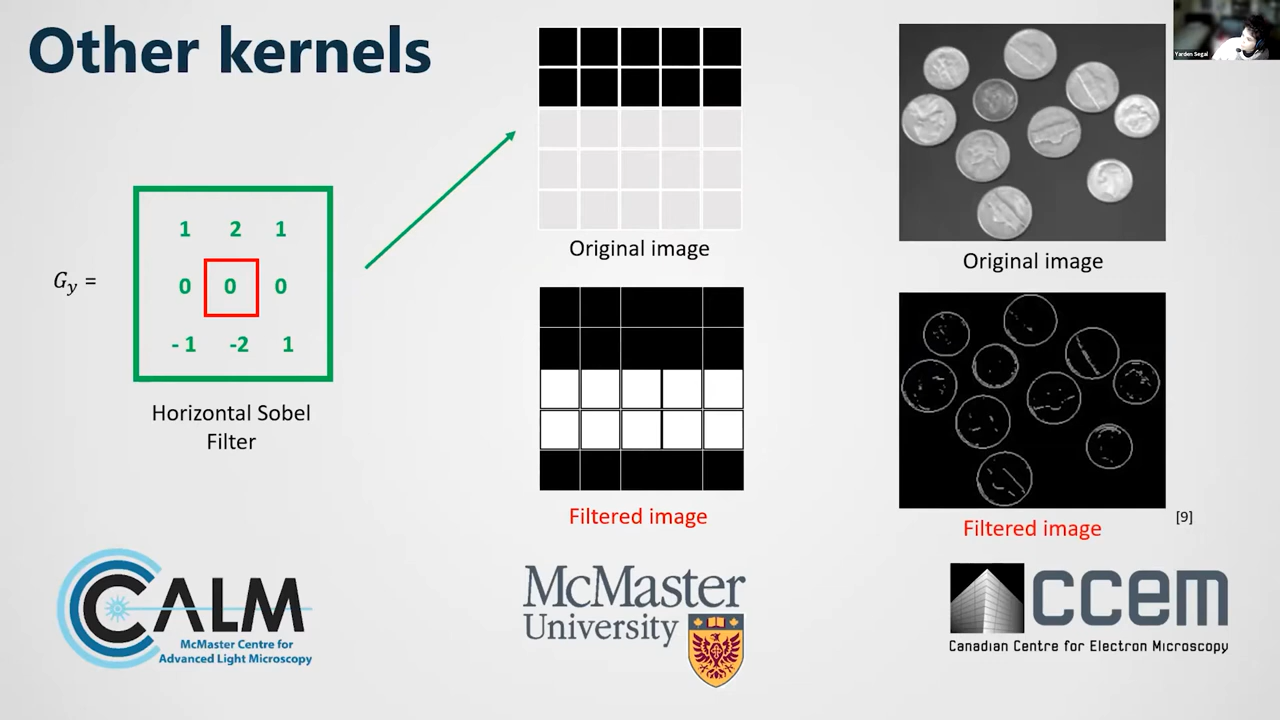 Other kernels
Yarden Segal
G_y =
1 2 1
0 0 0
- 1 -2 1
Horizontal Sobel
Filter
Original image
Filtered image
Original image
Filtered image
[9]
CALM
McMaster Centre for
Advanced Light Microscopy
McMaster
University
ccem
Canadian Centre for Electron Microscopy